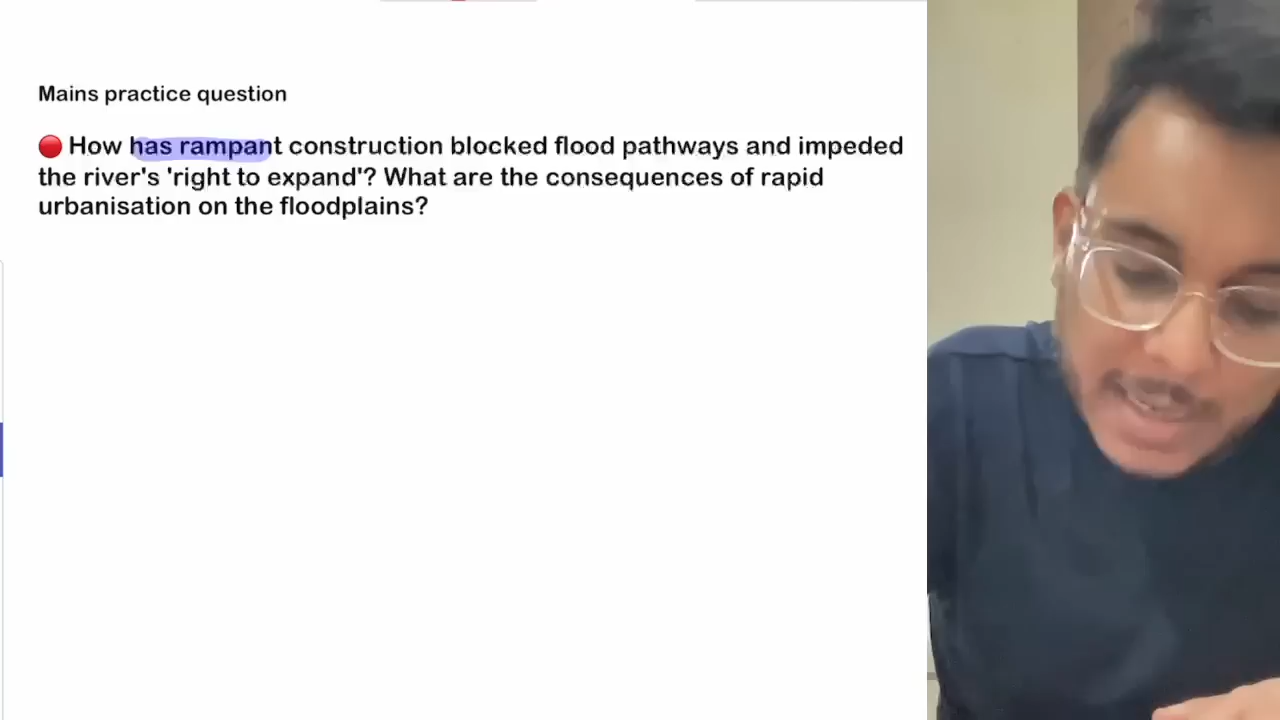 Mains practice question
🔴 How has rampant construction blocked flood pathways and impeded
the river's 'right to expand'? What are the consequences of rapid
urbanisation on the floodplains?